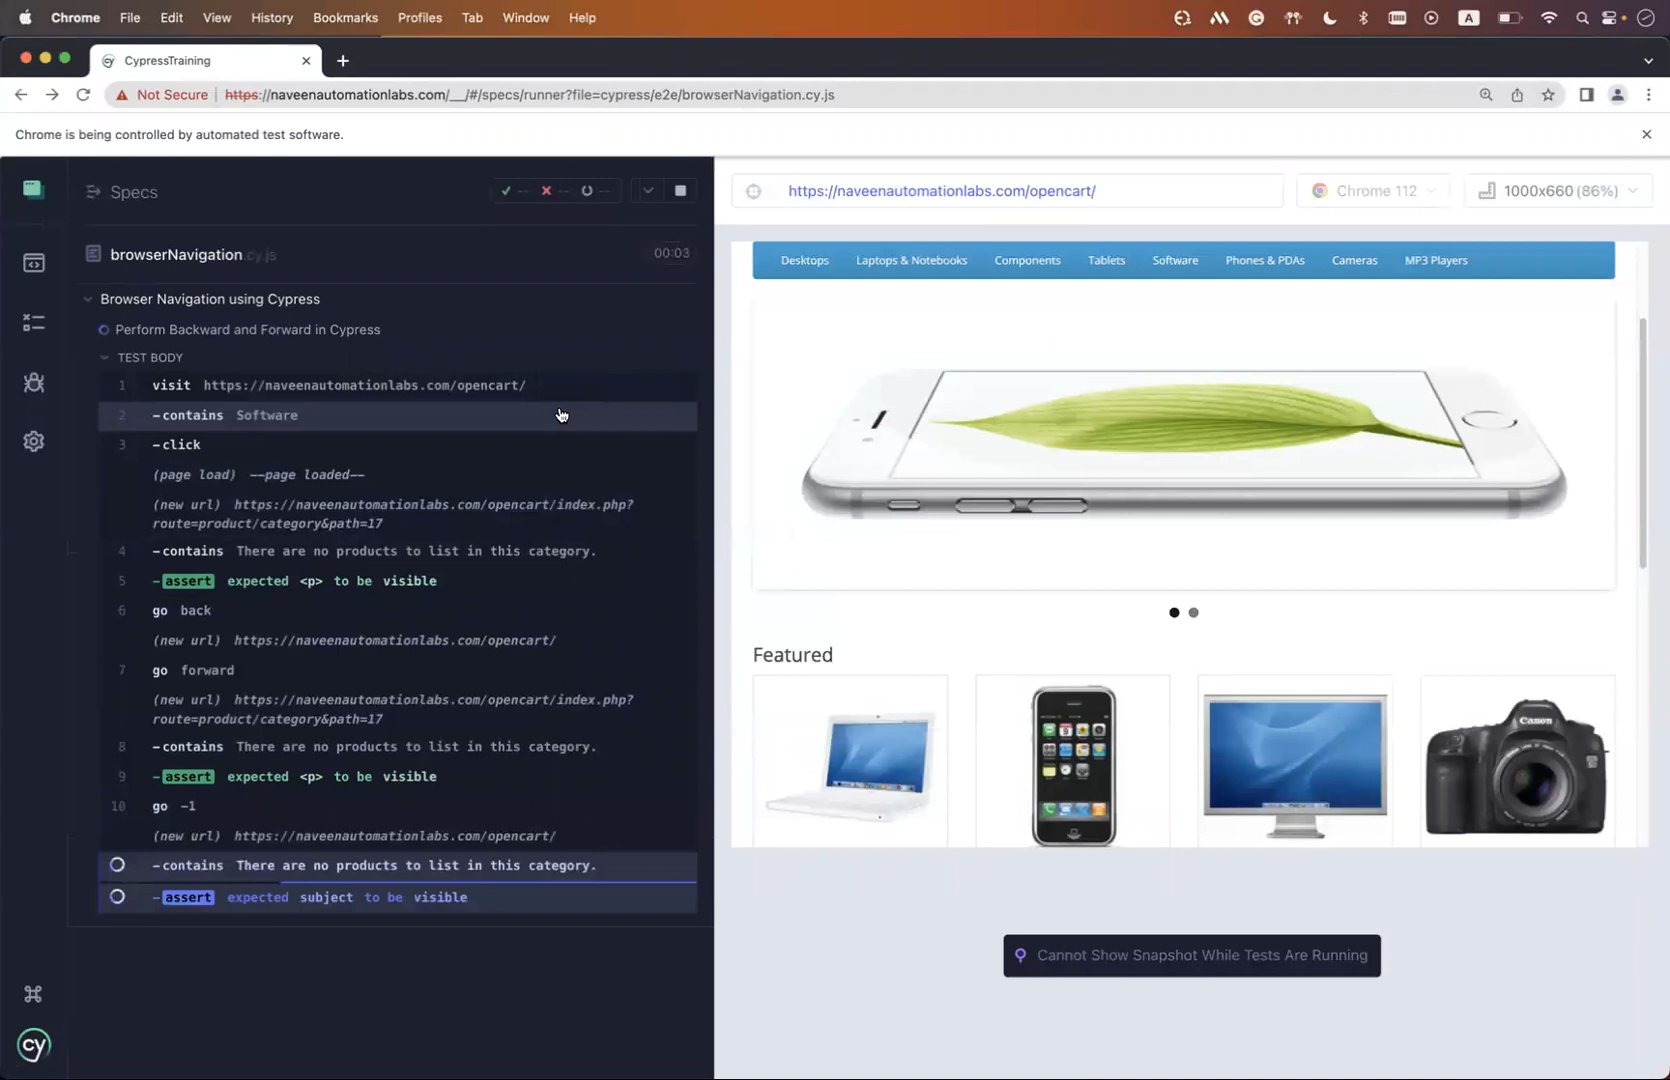 Chrome File Edit View History Bookmarks Profiles Tab Window Help
A
CypressTraining
Not Secure https://naveenautomationlabs.com/__/#/specs/runner?file=cypress/e2e/browserNavigation.cy.js
Chrome is being controlled by automated test software.
Specs
-- -- --
https://naveenautomationlabs.com/opencart/
Chrome 112
1000x660 (86%)
browserNavigation.cy.js
00:03
Browser Navigation using Cypress
Perform Backward and Forward in Cypress
TEST BODY
1 visit https://naveenautomationlabs.com/opencart/
2 -contains Software
3 -click
(page load) --page loaded--
(new url) https://naveenautomationlabs.com/opencart/index.php?
route=product/category&path=17
4 -contains There are no products to list in this category.
5 -assert expected <p> to be visible
6 go back
(new url) https://naveenautomationlabs.com/opencart/
7 go forward
(new url) https://naveenautomationlabs.com/opencart/index.php?
route=product/category&path=17
8 -contains There are no products to list in this category.
9 -assert expected <p> to be visible
10 go -1
(new url) https://naveenautomationlabs.com/opencart/
-contains There are no products to list in this category.
-assert expected subject to be visible
cy
Desktops Laptops & Notebooks Components Tablets Software Phones & PDAs Cameras MP3 Players
Featured
Canon
Cannot Show Snapshot While Tests Are Running